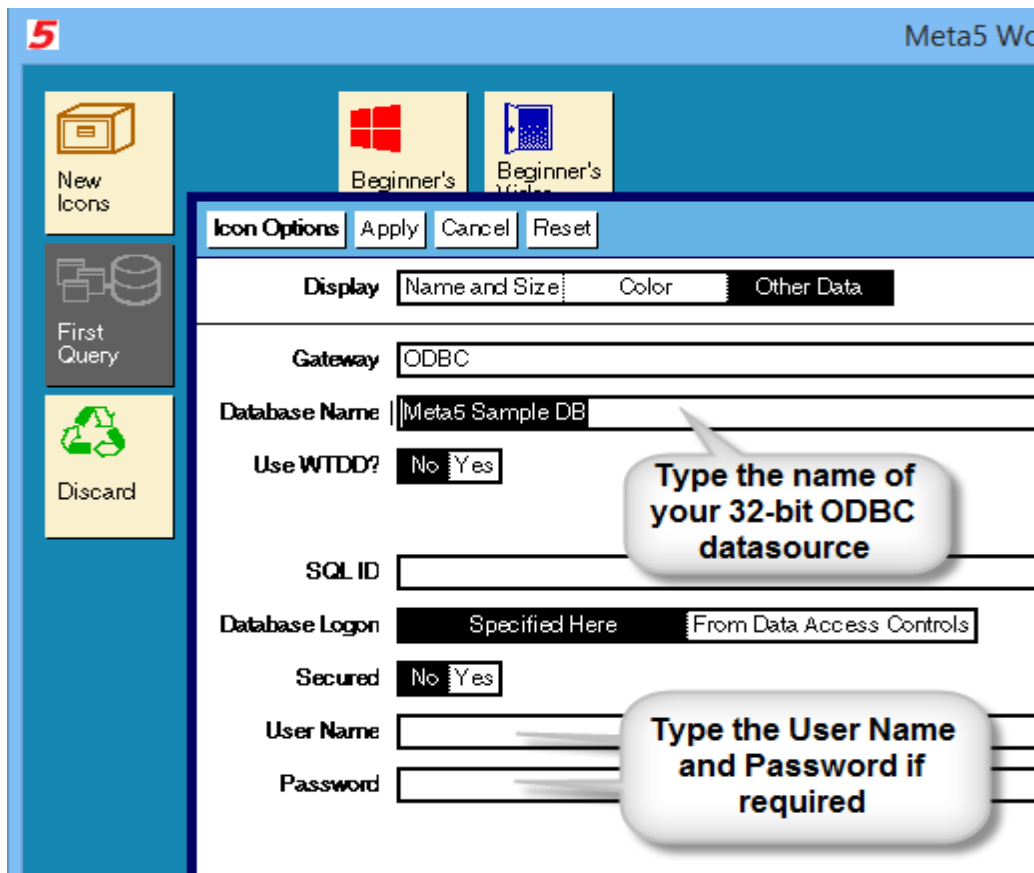 5
Meta5 Wo
New
Icons
Beginner's
Beginner's
Icon Options Apply Cancel Reset
Display Name and Size Color Other Data
First
Query
Gateway ODBC
Database Name Meta5 Sample DB
Use WTDD? No Yes
Discard
Type the name of
your 32-bit ODBC
datasource
SQL ID
Database Logon Specified Here From Data Access Controls
Secured No Yes
User Name
Type the User Name
and Password if
required
Password